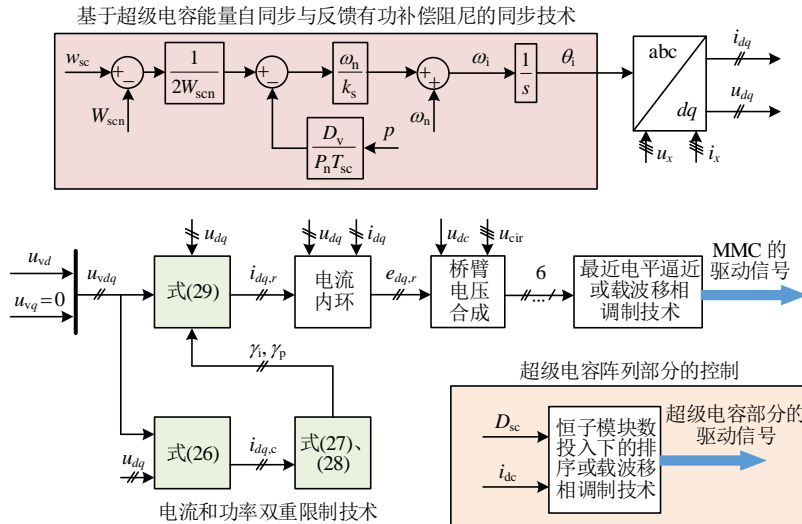 基于超级电容能量自同步与反馈有功补偿阻尼的同步技术
w_sc
W_scn
1
2W_scn
ω_n
k_s
ω_i
1
s
θ_i
ω_n
D_v
P_n T_sc
p
abc
dq
i_dq
u_dq
u_x
i_x
u_vd
u_vq=0
u_vdq
u_dq
式(29)
i_dq,r
u_dq
i_dq
电流
内环
e_dq,r
u_dc
u_cir
桥臂
电压
合成
6
...
最近电平逼近
或载波移相
调制技术
MMC 的
驱动信号
γ_i, γ_p
u_dq
式(26)
i_dq,c
式(27)、
(28)
电流和功率双重限制技术
超级电容阵列部分的控制
D_sc
i_dc
恒子模块数
投入下的排
序或载波移
相调制技术
超级电容部分的
驱动信号